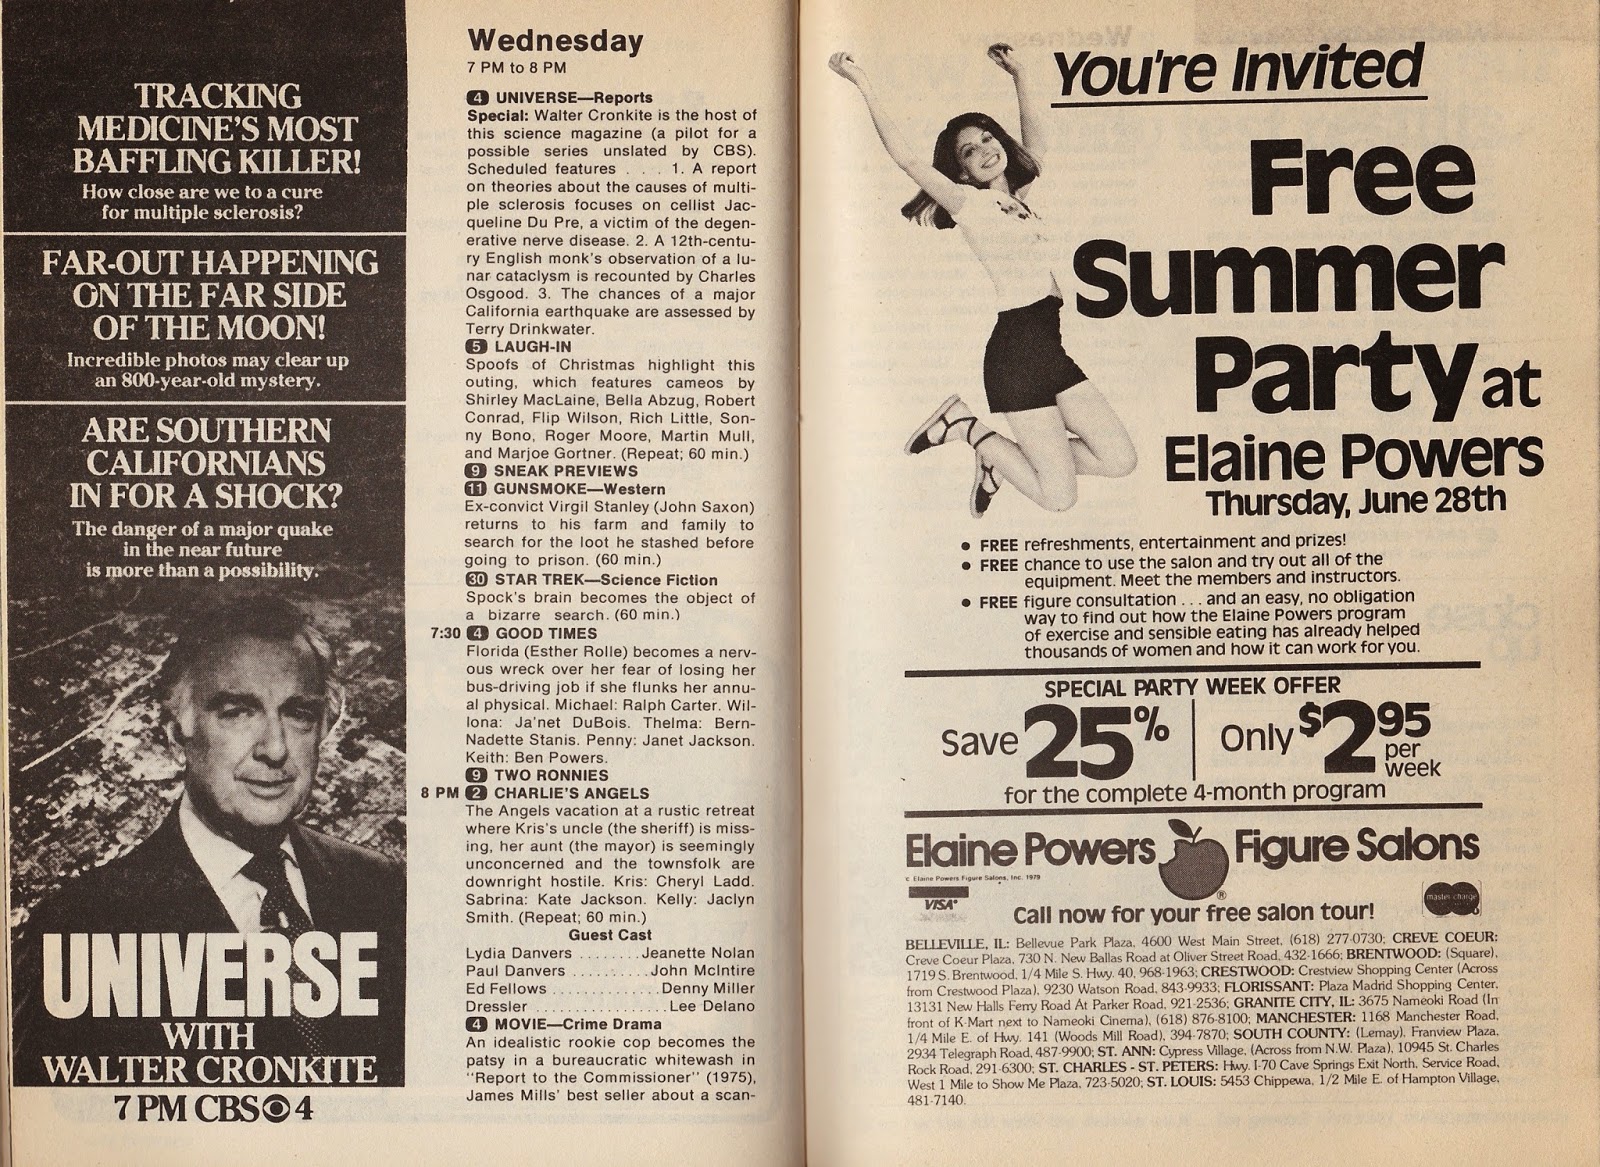 TRACKING
MEDICINE'S MOST
BAFFLING KILLER!
How close are we to a cure
for multiple sclerosis?
FAR-OUT HAPPENING
ON THE FAR SIDE
OF THE MOON!
Incredible photos may clear up
an 800-year-old mystery.
ARE SOUTHERN
CALIFORNIANS
IN FOR A SHOCK?
The danger of a major quake
in the near future
is more than a possibility.
UNIVERSE
WITH
WALTER CRONKITE
7 PM CBS 4
Wednesday
7 PM to 8 PM
4 UNIVERSE—Reports
Special: Walter Cronkite is the host of
this science magazine (a pilot for a
possible series unslated by CBS).
Scheduled features . . . 1. A report
on theories about the causes of multi-
ple sclerosis focuses on cellist Jac-
queline Du Pre, a victim of the degen-
erative nerve disease. 2. A 12th-centu-
ry English monk's observation of a lu-
nar cataclysm is recounted by Charles
Osgood. 3. The chances of a major
California earthquake are assessed by
Terry Drinkwater.
5 LAUGH-IN
Spoofs of Christmas highlight this
outing, which features cameos by
Shirley MacLaine, Bella Abzug, Robert
Conrad, Flip Wilson, Rich Little, Son-
ny Bono, Roger Moore, Martin Mull,
and Marjoe Gortner. (Repeat; 60 min.)
9 SNEAK PREVIEWS
11 GUNSMOKE—Western
Ex-convict Virgil Stanley (John Saxon)
returns to his farm and family to
search for the loot he stashed before
going to prison. (60 min.)
30 STAR TREK—Science Fiction
Spock's brain becomes the object of
a bizarre search. (60 min.)
7:30 4 GOOD TIMES
Florida (Esther Rolle) becomes a nerv-
ous wreck over her fear of losing her
bus-driving job if she flunks her annu-
al physical. Michael: Ralph Carter. Wil-
lona: Ja'net DuBois. Thelma: Bern-
Nadette Stanis. Penny: Janet Jackson.
Keith: Ben Powers.
9 TWO RONNIES
8 PM 2 CHARLIE'S ANGELS
The Angels vacation at a rustic retreat
where Kris's uncle (the sheriff) is miss-
ing, her aunt (the mayor) is seemingly
unconcerned and the townsfolk are
downright hostile. Kris: Cheryl Ladd.
Sabrina: Kate Jackson. Kelly: Jaclyn
Smith. (Repeat; 60 min.)
Guest Cast
Lydia Danvers ........Jeanette Nolan
Paul Danvers ..........John McIntire
Ed Fellows ..............Denny Miller
Dressler ..................Lee Delano
4 MOVIE—Crime Drama
An idealistic rookie cop becomes the
patsy in a bureaucratic whitewash in
"Report to the Commissioner" (1975),
James Mills' best seller about a scan-
You're Invited
Free
Summer
Party at
Elaine Powers
Thursday, June 28th
• FREE refreshments, entertainment and prizes!
• FREE chance to use the salon and try out all of the
equipment. Meet the members and instructors.
• FREE figure consultation . . . and an easy, no obligation
way to find out how the Elaine Powers program
of exercise and sensible eating has already helped
thousands of women and how it can work for you.
SPECIAL PARTY WEEK OFFER
Save 25% Only $2.95 per week
for the complete 4-month program
Elaine Powers Figure Salons
c Elaine Powers Figure Salons, Inc. 1979
VISA
master charge
Call now for your free salon tour!
BELLEVILLE, IL: Bellevue Park Plaza, 4600 West Main Street, (618) 277-0730; CREVE COEUR:
Creve Coeur Plaza, 730 N. New Ballas Road at Oliver Street Road, 432-1666; BRENTWOOD: (Square),
1719 S. Brentwood, 1/4 Mile S. Hwy. 40, 968-1963; CRESTWOOD: Crestview Shopping Center (Across
from Crestwood Plaza), 9230 Watson Road, 843-9933; FLORISSANT: Plaza Madrid Shopping Center,
13131 New Halls Ferry Road At Parker Road, 921-2536; GRANITE CITY, IL: 3675 Nameoki Road (In
front of K-Mart next to Nameoki Cinema), (618) 876-8100; MANCHESTER: 1168 Manchester Road,
1/4 Mile E. of Hwy. 141 (Woods Mill Road), 394-7870; SOUTH COUNTY: (Lemay), Franview Plaza,
2934 Telegraph Road, 487-9900; ST. ANN: Cypress Village, (Across from N.W. Plaza), 10945 St. Charles
Rock Road, 291-6300; ST. CHARLES - ST. PETERS: Hwy. I-70 Cave Springs Exit North, Service Road,
West 1 Mile to Show Me Plaza, 723-5020; ST. LOUIS: 5453 Chippewa, 1/2 Mile E. of Hampton Village,
481-7140.